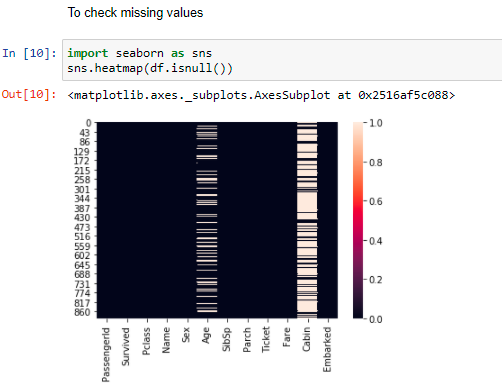 To check missing values
In [10]: import seaborn as sns
sns.heatmap(df.isnull())
Out[10]: <matplotlib.axes._subplots.AxesSubplot at 0x2516af5c088>
0
43
86
129
172
215
258
301
344
387
430
473
516
559
602
645
688
731
774
817
860
1.0
0.8
0.6
0.4
0.2
0.0
PassengerId
Survived
Pclass
Name
Sex
Age
SibSp
Parch
Ticket
Fare
Cabin
Embarked